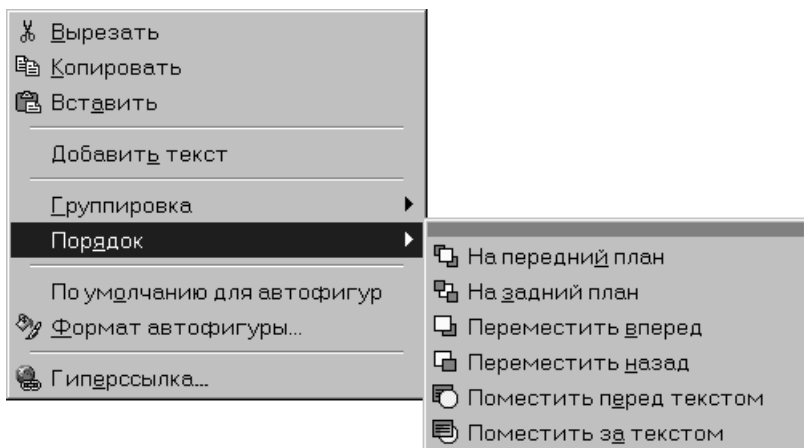 Вырезать
Копировать
Вставить
Добавить текст
Группировка
Порядок
По умолчанию для автофигур
Формат автофигуры...
Гиперссылка...
На передний план
На задний план
Переместить вперед
Переместить назад
Поместить перед текстом
Поместить за текстом